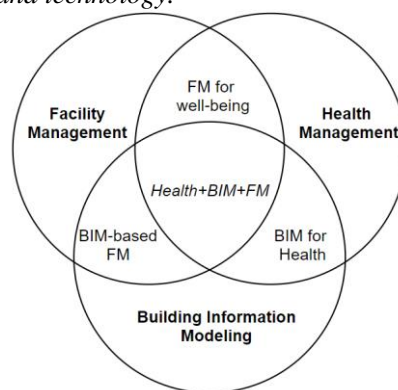 and technology.
FM for
well-being
Facility
Management
Health
Management
Health+BIM+FM
BIM-based
FM
BIM for
Health
Building Information
Modeling